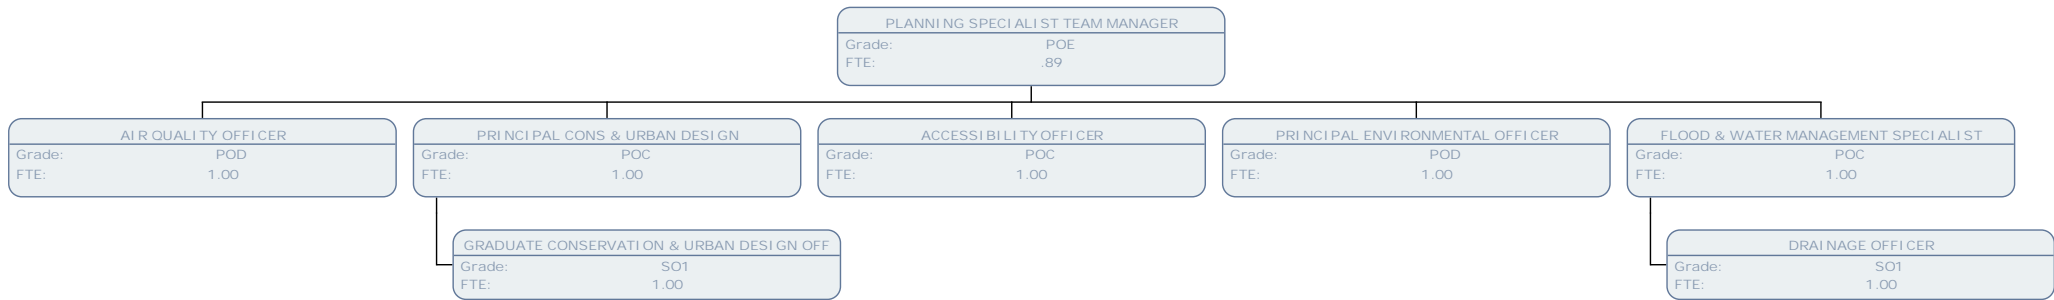 PLANNING SPECIALIST TEAM MANAGER
Grade: POE
FTE: .89
AIR QUALITY OFFICER
Grade: POD
FTE: 1.00
PRINCIPAL CONS & URBAN DESIGN
Grade: POC
FTE: 1.00
ACCESSIBILITY OFFICER
Grade: POC
FTE: 1.00
PRINCIPAL ENVIRONMENTAL OFFICER
Grade: POD
FTE: 1.00
FLOOD & WATER MANAGEMENT SPECIALIST
Grade: POC
FTE: 1.00
GRADUATE CONSERVATION & URBAN DESIGN OFF
Grade: SO1
FTE: 1.00
DRAINAGE OFFICER
Grade: SO1
FTE: 1.00